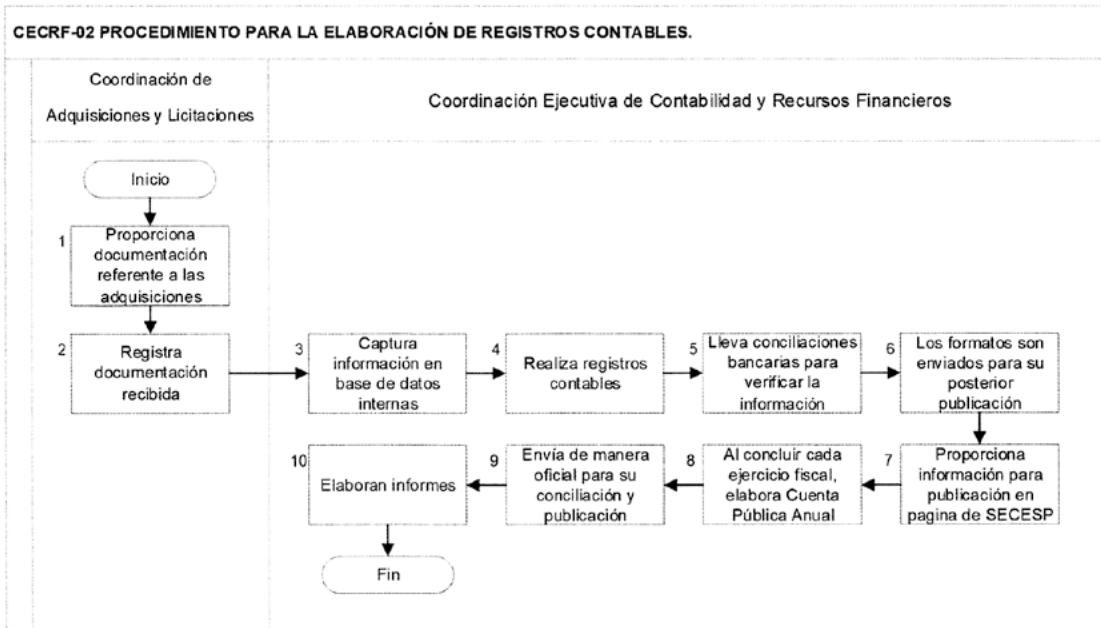 CECRF-02 PROCEDIMIENTO PARA LA ELABORACIÓN DE REGISTROS CONTABLES.
Coordinación de
Adquisiciones y Licitaciones
Coordinación Ejecutiva de Contabilidad y Recursos Financieros
Inicio
1
Proporciona
documentación
referente a las
adquisiciones
2
Registra
documentación
recibida
3
Captura
información en
base de datos
internas
4
Realiza registros
contables
5
Lleva conciliaciones
bancarias para
verificar la
información
6
Los formatos son
enviados para su
posterior
publicación
7
Proporciona
información para
publicación en
pagina de SECESP
8
Al concluir cada
ejercicio fiscal,
elabora Cuenta
Pública Anual
9
Envía de manera
oficial para su
conciliación y
publicación
10
Elaboran informes
Fin